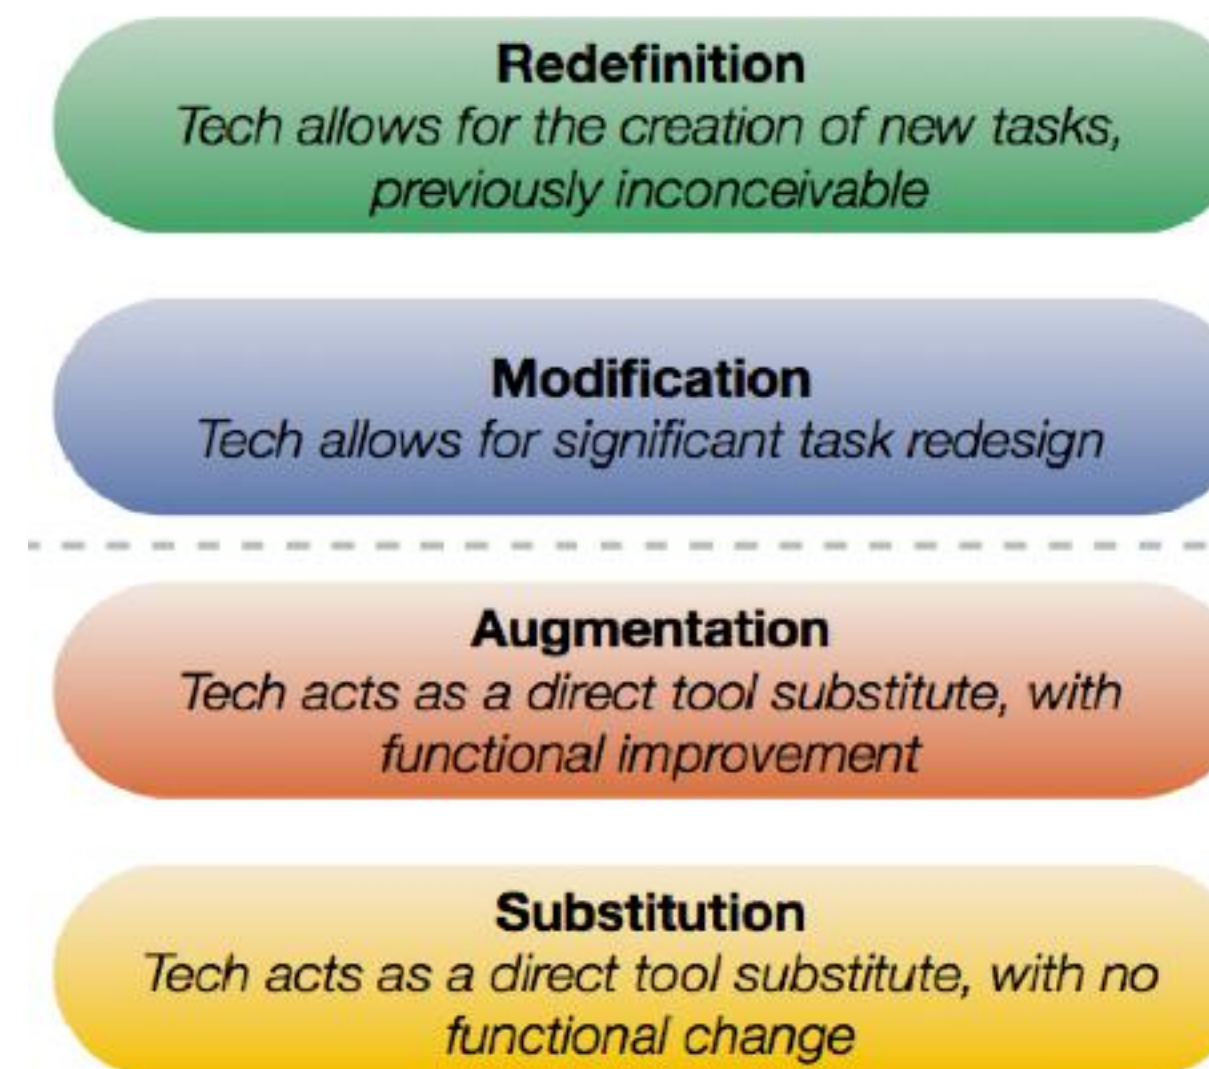 Redefinition
Tech allows for the creation of new tasks,
previously inconceivable
Modification
Tech allows for significant task redesign
Augmentation
Tech acts as a direct tool substitute, with
functional improvement
Substitution
Tech acts as a direct tool substitute, with no
functional change